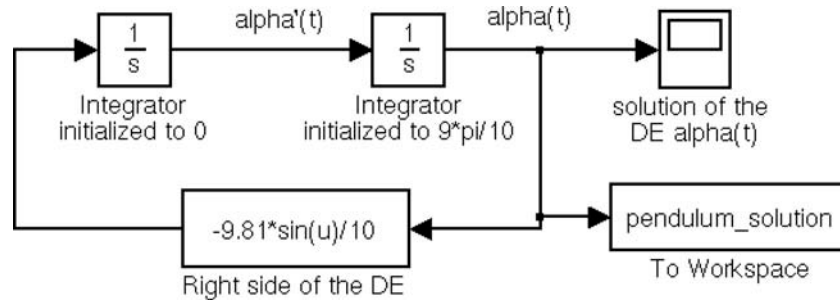 alpha'(t)
alpha(t)
1
s
1
s
Integrator
initialized to 0
Integrator
initialized to 9*pi/10
solution of the
DE alpha(t)
-9.81*sin(u)/10
Right side of the DE
pendulum_solution
To Workspace